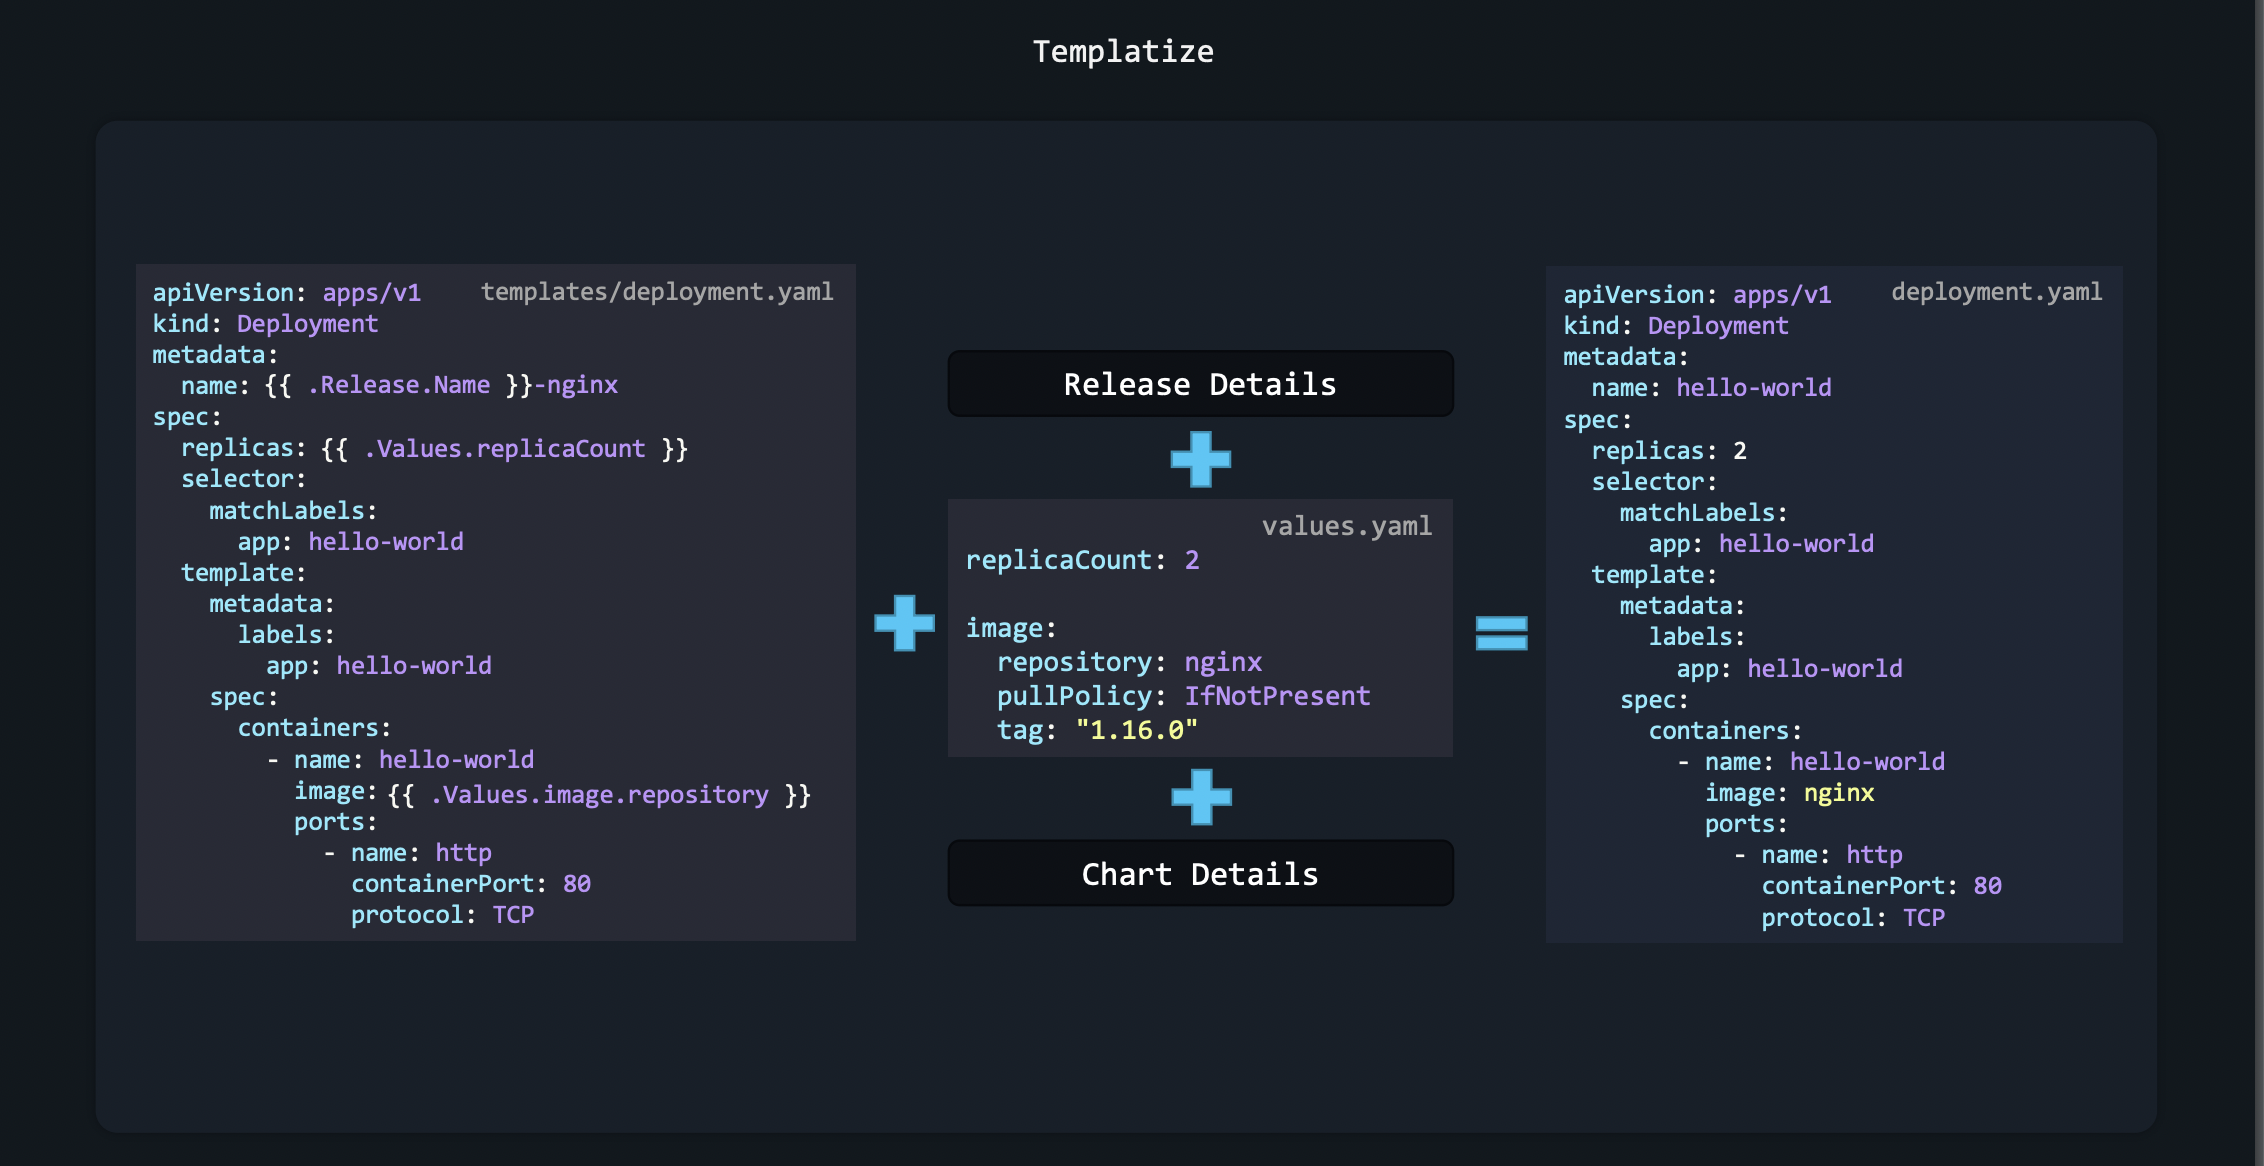 Templatize
templates/deployment.yaml
apiVersion: apps/v1
kind: Deployment
metadata:
  name: {{ .Release.Name }}-nginx
spec:
  replicas: {{ .Values.replicaCount }}
  selector:
    matchLabels:
      app: hello-world
  template:
    metadata:
      labels:
        app: hello-world
    spec:
      containers:
        - name: hello-world
          image: {{ .Values.image.repository }}
          ports:
            - name: http
              containerPort: 80
              protocol: TCP
Release Details
values.yaml
replicaCount: 2
image:
  repository: nginx
  pullPolicy: IfNotPresent
  tag: "1.16.0"
Chart Details
deployment.yaml
apiVersion: apps/v1
kind: Deployment
metadata:
  name: hello-world
spec:
  replicas: 2
  selector:
    matchLabels:
      app: hello-world
  template:
    metadata:
      labels:
        app: hello-world
    spec:
      containers:
        - name: hello-world
          image: nginx
          ports:
            - name: http
              containerPort: 80
              protocol: TCP